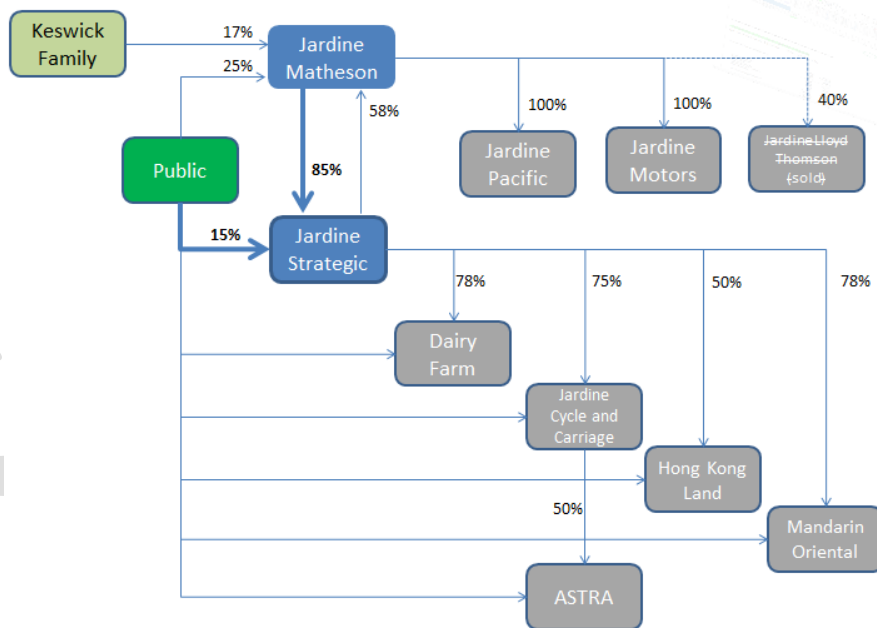 Keswick
Family
17%
25%
Jardine
Matheson
58%
100%
100%
40%
Jardine
Pacific
Jardine
Motors
JardineLloyd
Thomson
(sold)
Public
85%
15%
Jardine
Strategic
78%
75%
50%
78%
Dairy
Farm
Jardine
Cycle and
Carriage
Hong Kong
Land
50%
Mandarin
Oriental
ASTRA